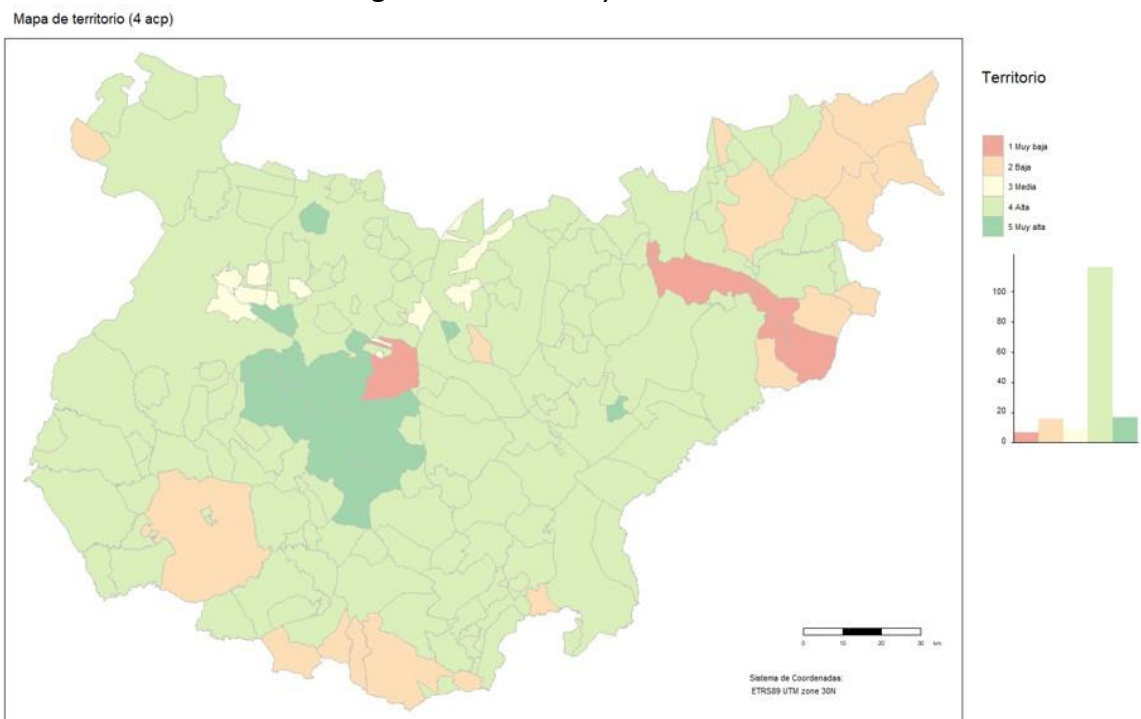 Mapa de territorio (4 acp)
Territorio
1 Muy baja
2 Baja
3 Media
4 Alta
5 Muy alta
100
80
60
40
20
0
0 10 20 30 km
Sistema de Coordenadas:
ETRS89 UTM zone 30N